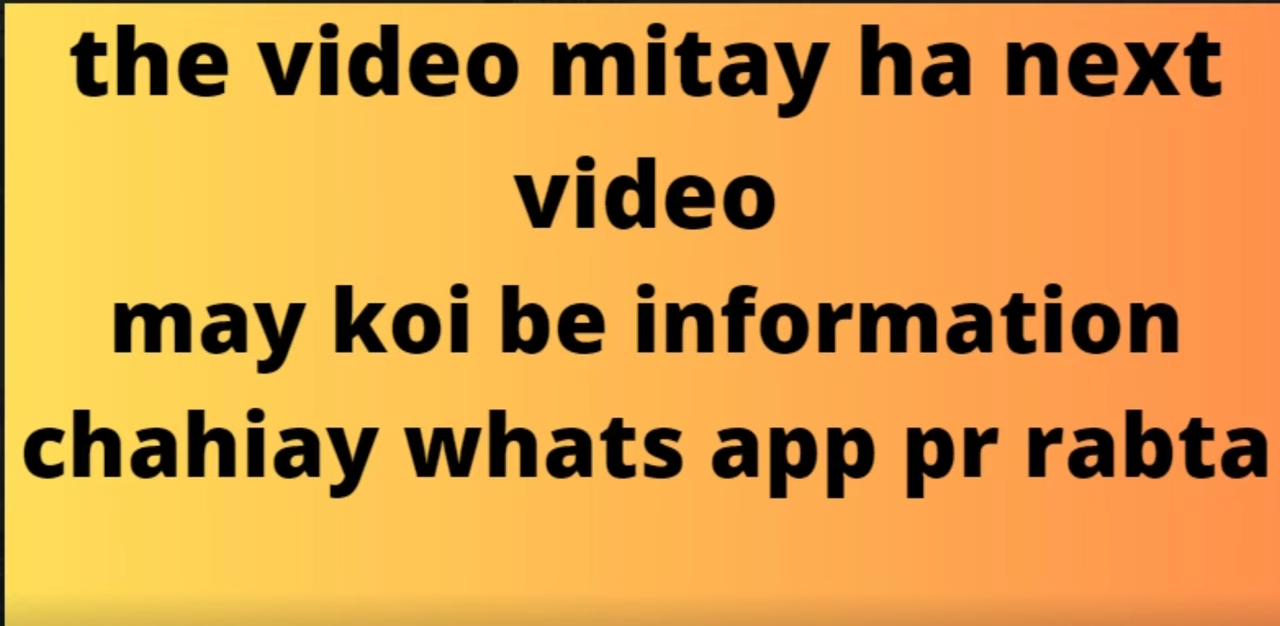 the video mitay ha next
video
may koi be information
chahiay whats app pr rabta